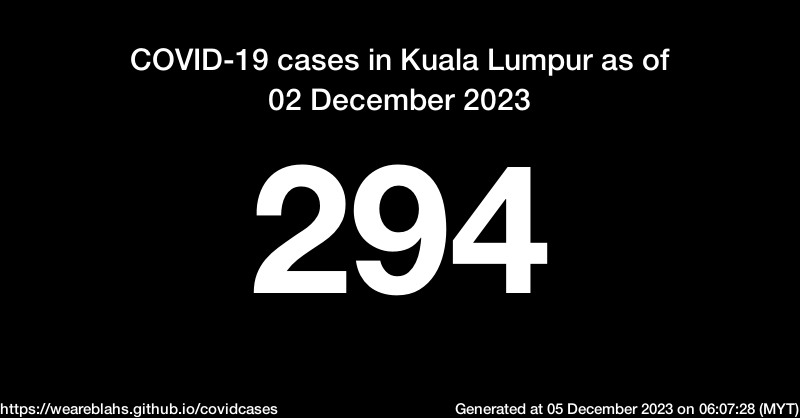 COVID-19 cases in Kuala Lumpur as of
02 December 2023
294
https://weareblahs.github.io/covidcases
Generated at 05 December 2023 on 06:07:28 (MYT)